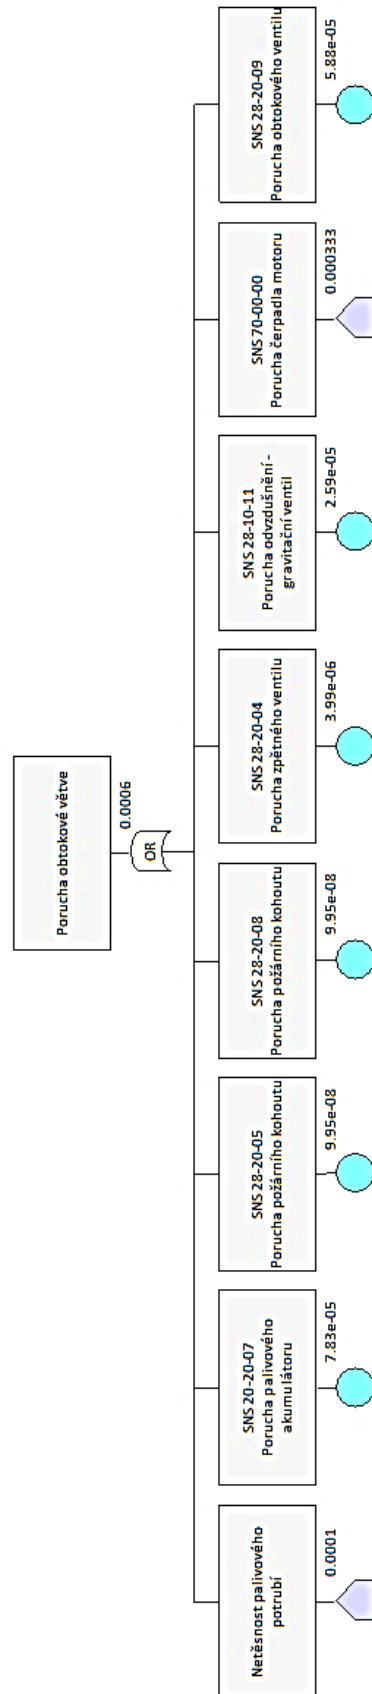 Porucha obtokové větve
0.0006
OR
Netěsnost palivového
potrubí
0.0001
SNS 20-20-07
Porucha palivového
akumulátoru
7.83e-05
SNS 28-20-05
Porucha požárního kohoutu
9.95e-08
SNS 28-20-08
Porucha požárního kohoutu
9.95e-08
SNS 28-20-04
Porucha zpětného ventilu
3.99e-06
SNS 28-10-11
Porucha odvzdušnění -
gravitační ventil
2.59e-05
SNS 70-00-00
Porucha čerpadla motoru
0.000333
SNS 28-20-09
Porucha obtokového ventilu
5.88e-05